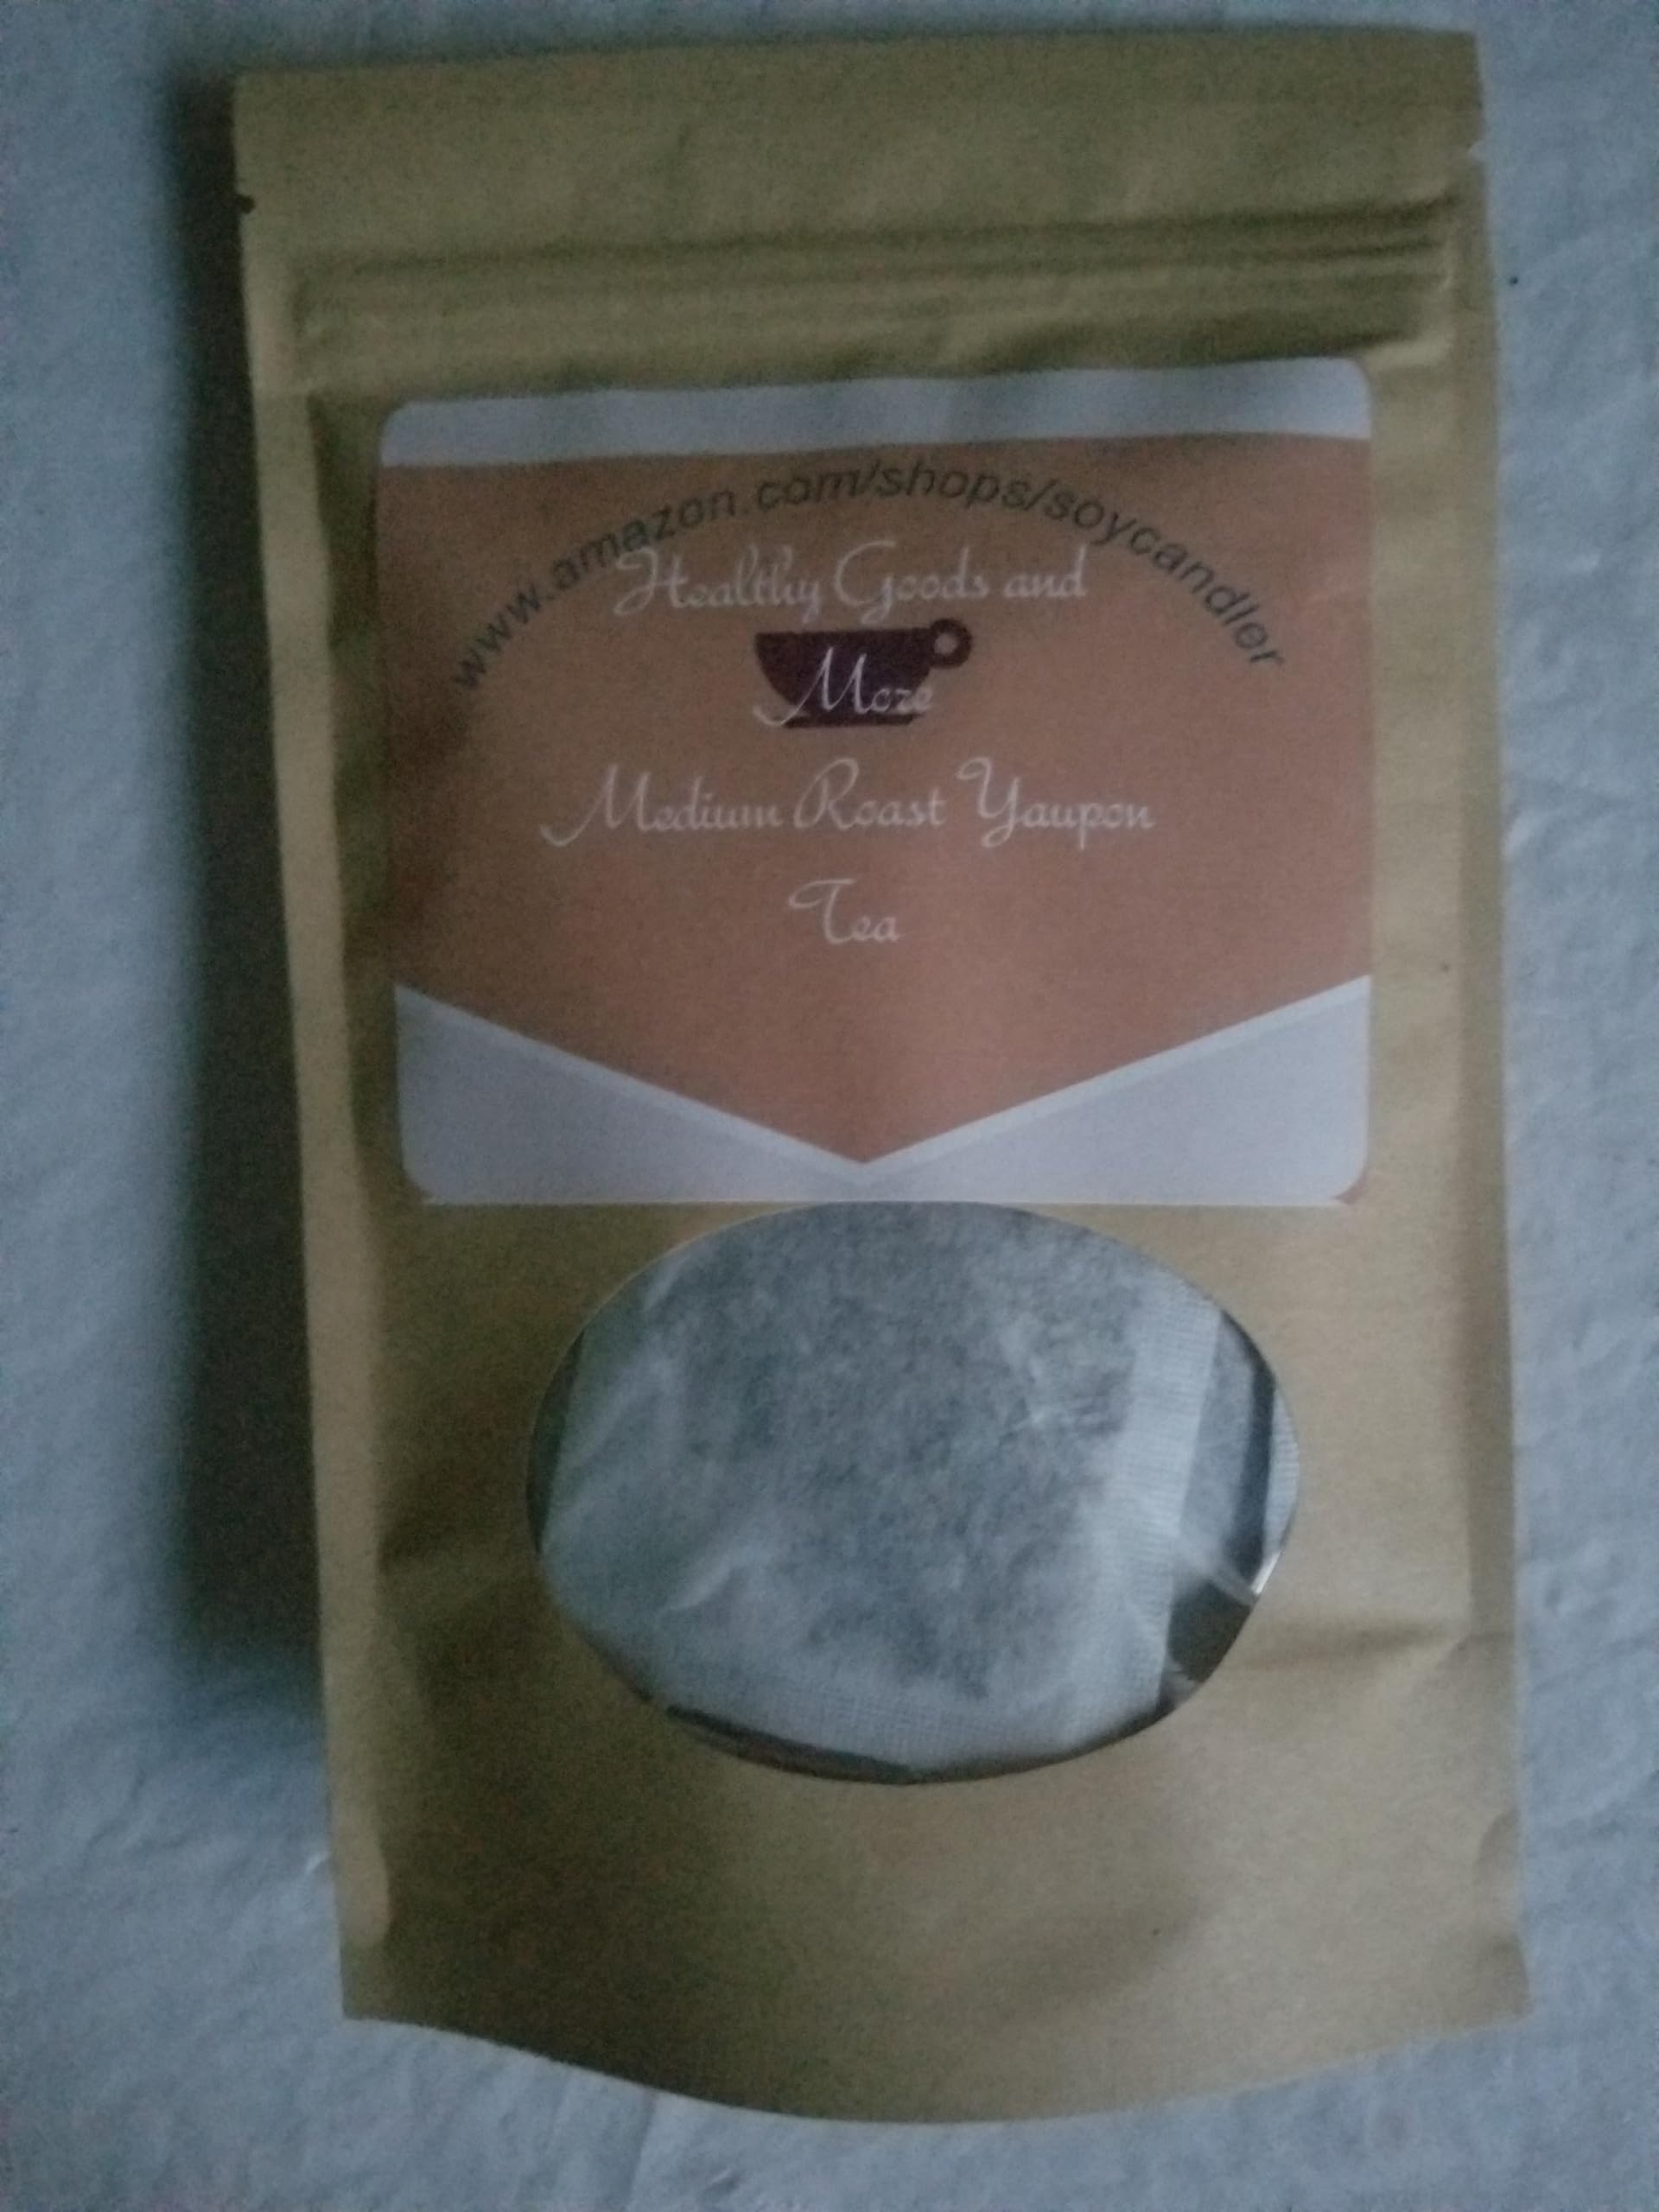 www.amazon.com/shops/soycandler
Healthy Goods and
More
Medium Roast Yaupon
Tea